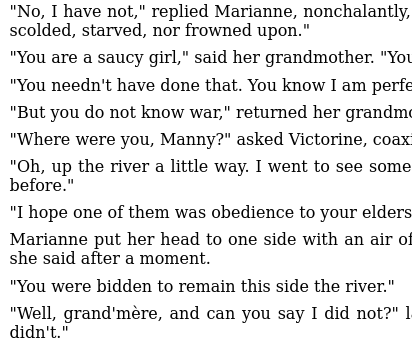 "No, I have not," replied Marianne, nonchalantly,
scolded, starved, nor frowned upon."
"You are a saucy girl," said her grandmother. "You
"You needn't have done that. You know I am
"But you do not know war," returned her
"Where were you, Manny?" asked Victorine,
"Oh, up the river a little way. I went to see some
before."
"I hope one of them was obedience to your elders
Marianne put her head to one side with an air of
she said after a moment.
"You were bidden to remain this side the river."
"Well, grand'mère, and can you say I did not?"
didn't."